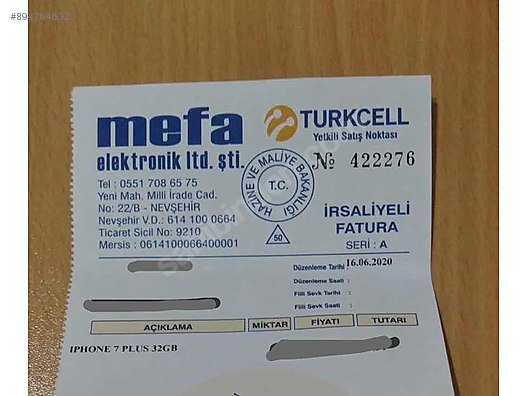 #894704632
mefa
elektronik ltd. şti.
TURKCELL
Yetkili Satış Noktası
Tel : 0551 708 65 75
Yeni Mah. Milli İrade Cad.
No: 22/B - NEVŞEHİR
Nevşehir V.D.: 614 100 0664
Ticaret Sicil No: 9210
Mersis : 0614100066400001
HAZİNE VE MALİYE BAKANLIĞI
T.C.
50
№ 422276
İRSALİYELİ
FATURA
SERİ : A
Düzenleme Tarihi : 16.06.2020
Düzenleme Saati :
Fiili Sevk Tarihi :
Fiili Sevk Saati :
AÇIKLAMA MİKTAR FİYATI TUTARI
IPHONE 7 PLUS 32GB